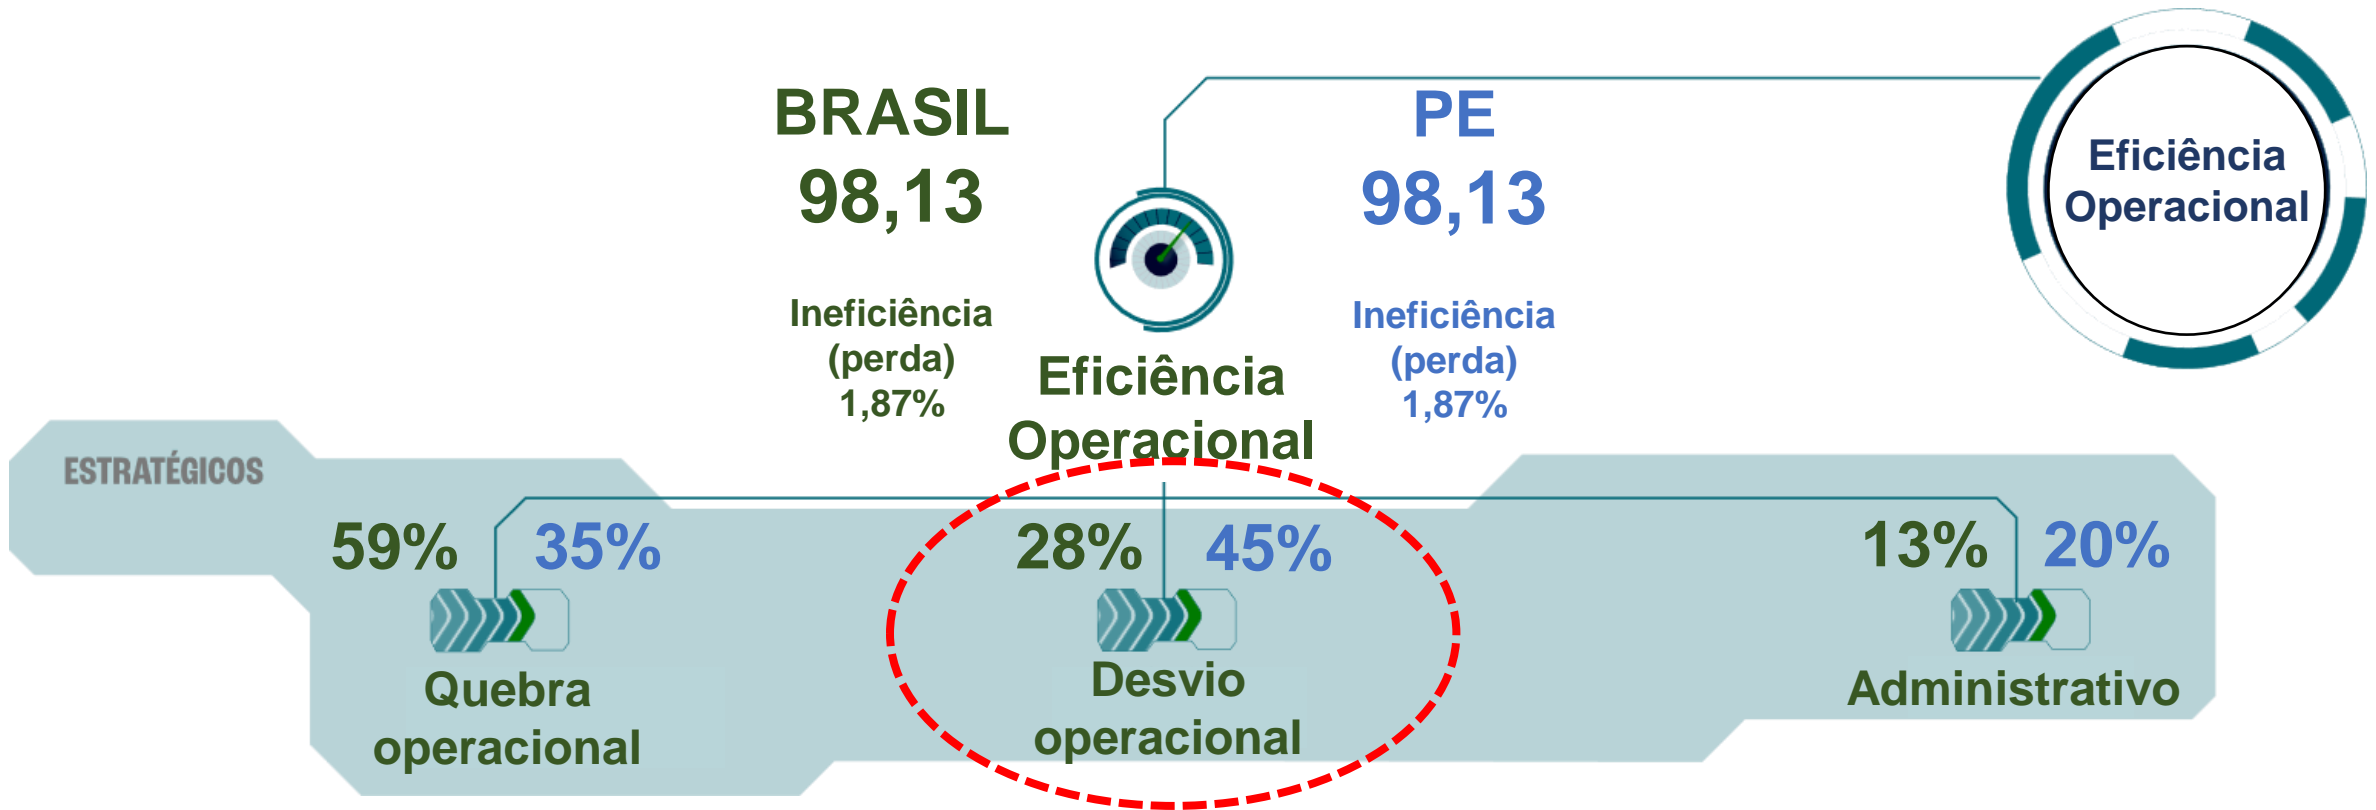 BRASIL
98,13
Ineficiência
(perda)
1,87%
PE
98,13
Ineficiência
(perda)
1,87%
Eficiência
Operacional
Eficiência
Operacional
ESTRATÉGICOS
59% 35%
Quebra
operacional
28% 45%
Desvio
operacional
13% 20%
Administrativo